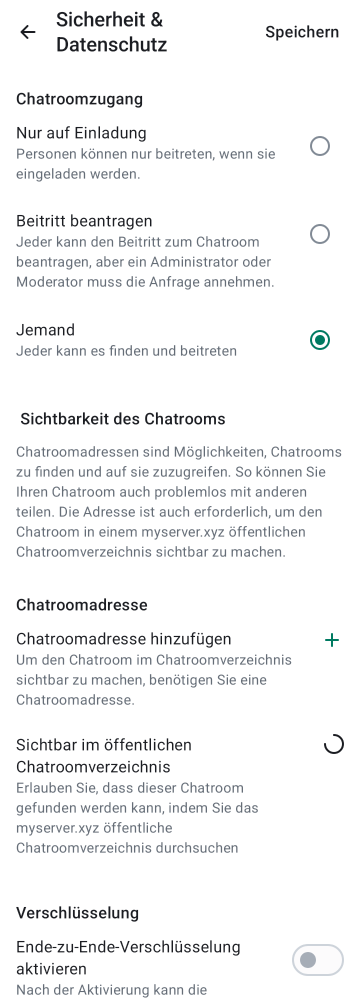 Sicherheit &
Datenschutz
Speichern
Chatroomzugang
Nur auf Einladung
Personen können nur beitreten, wenn sie
eingeladen werden.
Beitritt beantragen
Jeder kann den Beitritt zum Chatroom
beantragen, aber ein Administrator oder
Moderator muss die Anfrage annehmen.
Jemand
Jeder kann es finden und beitreten
Sichtbarkeit des Chatrooms
Chatroomadressen sind Möglichkeiten, Chatrooms
zu finden und auf sie zuzugreifen. So können Sie
Ihren Chatroom auch problemlos mit anderen
teilen. Die Adresse ist auch erforderlich, um den
Chatroom in einem myserver.xyz öffentlichen
Chatroomverzeichnis sichtbar zu machen.
Chatroomadresse
Chatroomadresse hinzufügen
Um den Chatroom im Chatroomverzeichnis
sichtbar zu machen, benötigen Sie eine
Chatroomadresse.
Sichtbar im öffentlichen
Chatroomverzeichnis
Erlauben Sie, dass dieser Chatroom
gefunden werden kann, indem Sie das
myserver.xyz öffentliche
Chatroomverzeichnis durchsuchen
Verschlüsselung
Ende-zu-Ende-Verschlüsselung
aktivieren
Nach der Aktivierung kann die